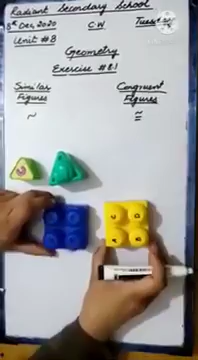 Radiant Secondary School
8th Dec, 2020 C.W Tuesday
Unit # 8
Geometry
Exercise # 8.1
Similar Figures
~
Congruent Figures
≅
C D
A B